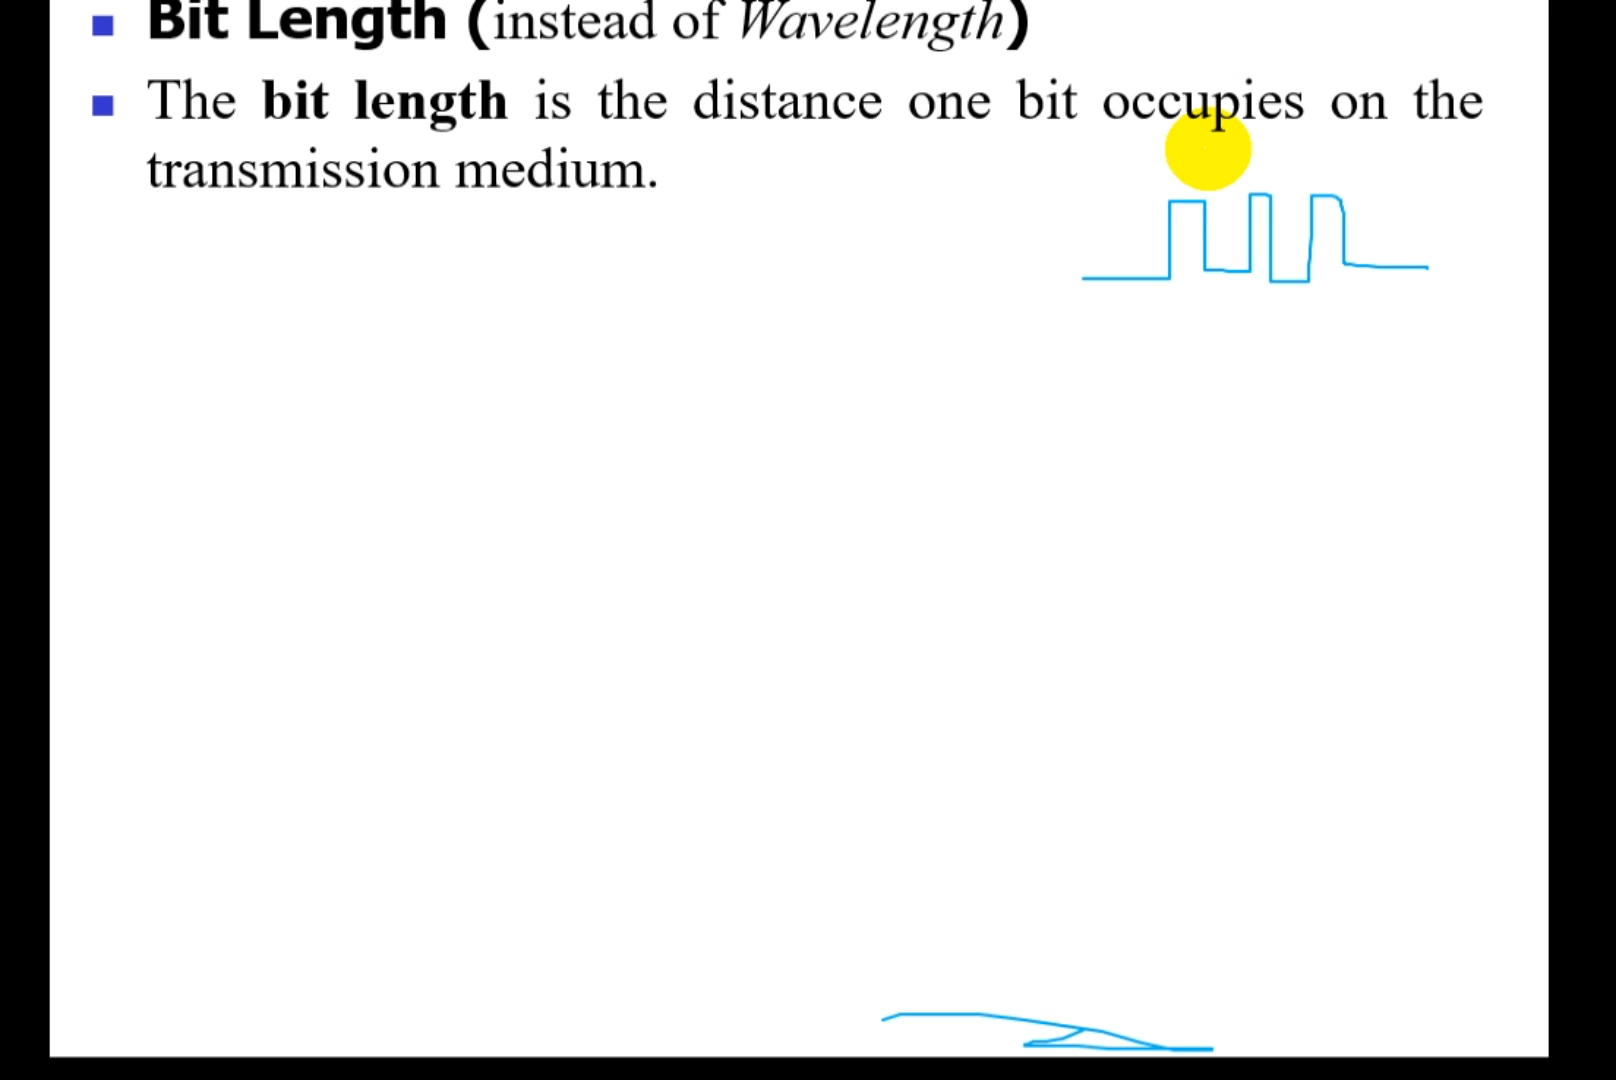 Bit Length (instead of Wavelength)
The bit length is the distance one bit occupies on the
transmission medium.